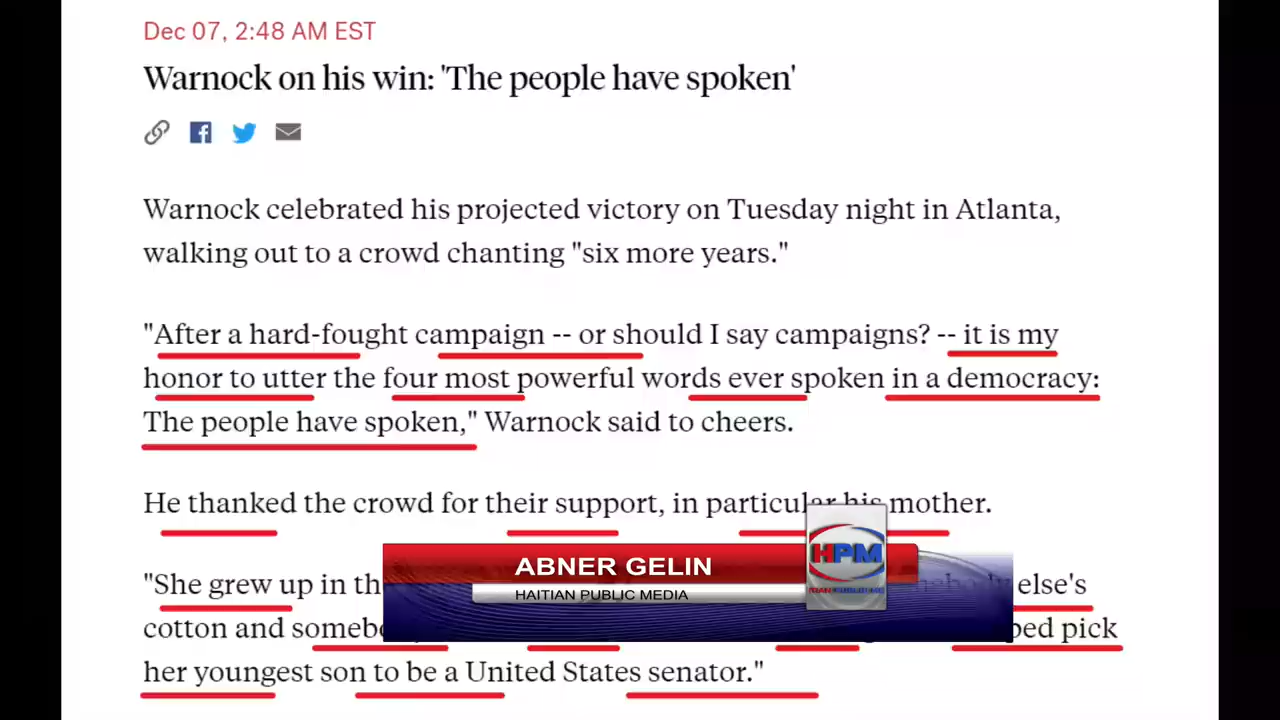 Dec 07, 2:48 AM EST
Warnock on his win: 'The people have spoken'
Warnock celebrated his projected victory on Tuesday night in Atlanta,
walking out to a crowd chanting "six more years."
"After a hard-fought campaign -- or should I say campaigns? -- it is my
honor to utter the four most powerful words ever spoken in a democracy:
The people have spoken," Warnock said to cheers.
He thanked the crowd for their support, in particular his mother.
HPM
ABNER GELIN
HAITIAN PUBLIC MEDIA
"She grew up in else's
cotton and pick
her youngest son to be a United States senator."